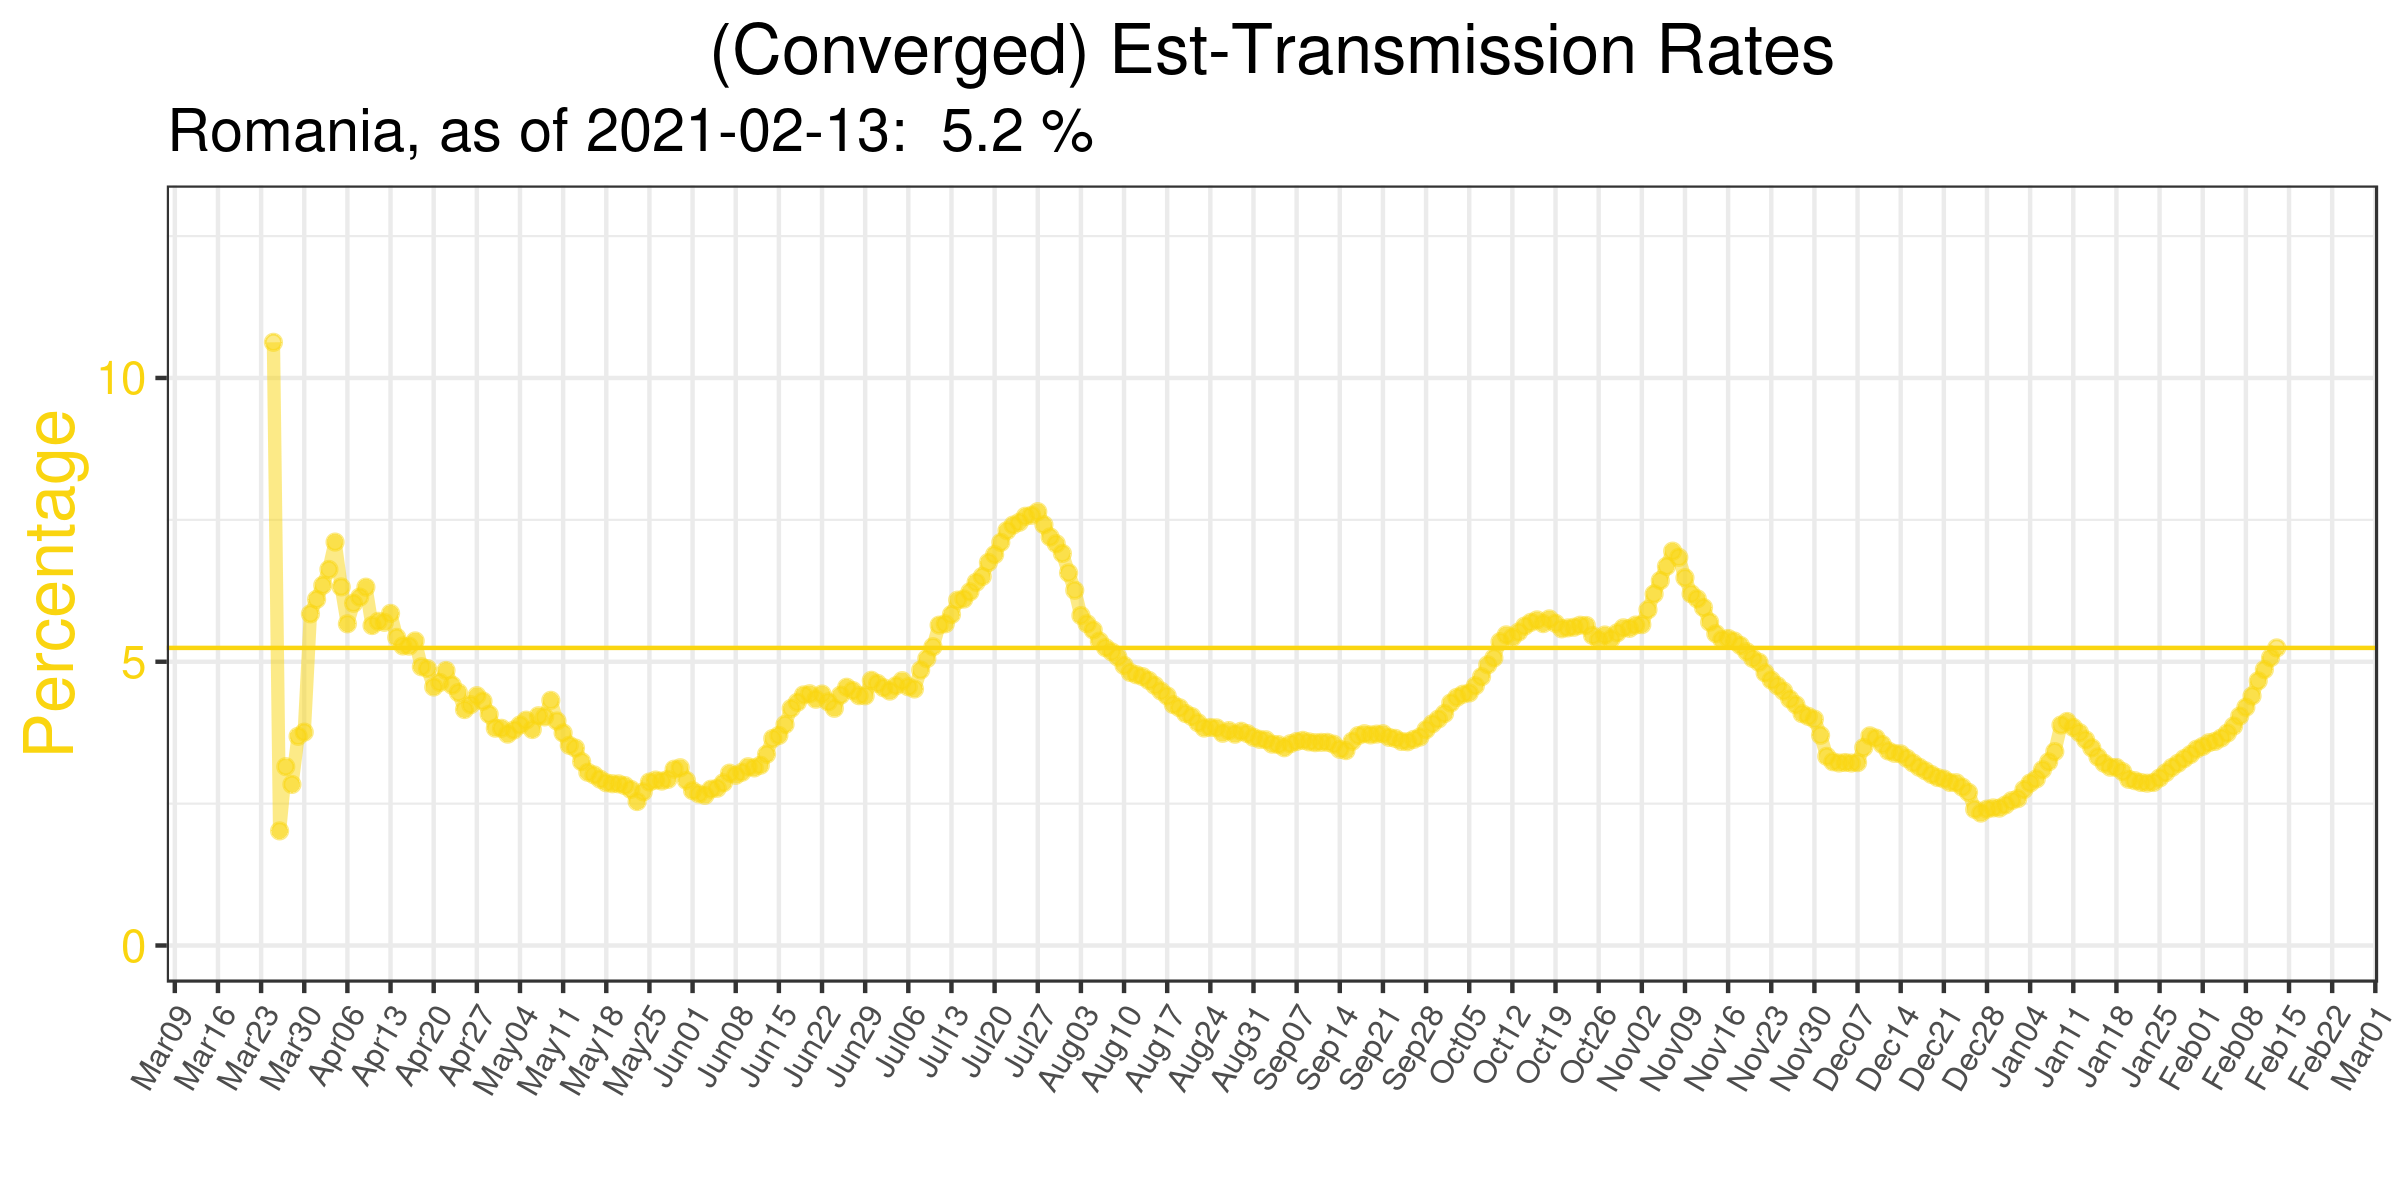 (Converged) Est-Transmission Rates
Romania, as of 2021-02-13:  5.2 %
Percentage
10
5
0
Mar09
Mar16
Mar23
Mar30
Apr06
Apr13
Apr20
Apr27
May04
May11
May18
May25
Jun01
Jun08
Jun15
Jun22
Jun29
Jul06
Jul13
Jul20
Jul27
Aug03
Aug10
Aug17
Aug24
Aug31
Sep07
Sep14
Sep21
Sep28
Oct05
Oct12
Oct19
Oct26
Nov02
Nov09
Nov16
Nov23
Nov30
Dec07
Dec14
Dec21
Dec28
Jan04
Jan11
Jan18
Jan25
Feb01
Feb08
Feb15
Feb22
Mar01